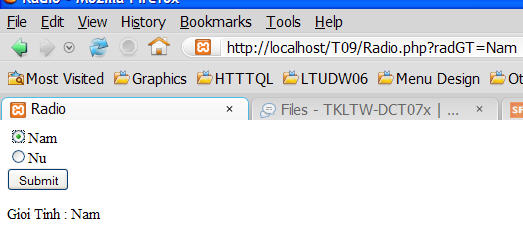 Radio - Mozilla Firefox
File Edit View History Bookmarks Tools Help
http://localhost/T09/Radio.php?radGT=Nam
Most Visited Graphics HTTTQL LTUDW06 Menu Design Ot
Radio × Files - TKLTW-DCT07x | ... × SF
Nam
Nu
Submit
Gioi Tinh : Nam